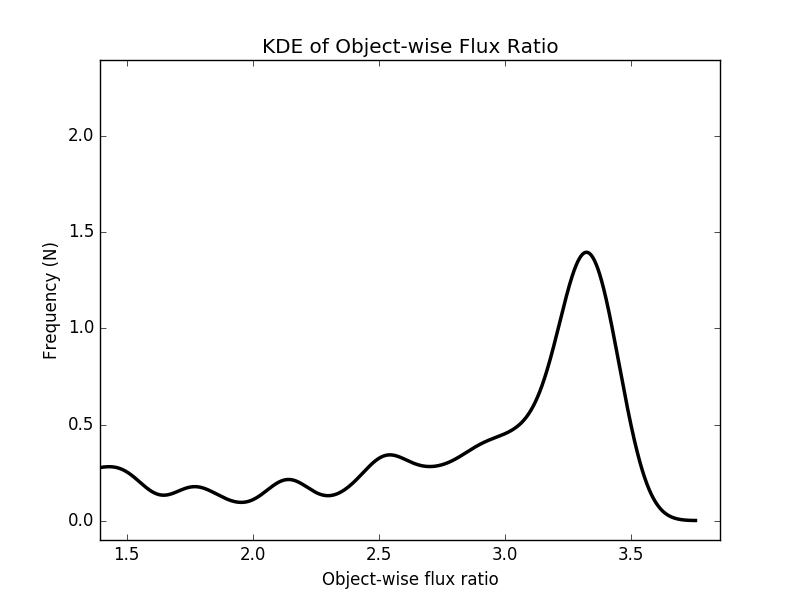 KDE of Object-wise Flux Ratio
2.0
1.5
1.0
0.5
0.0
Frequency (N)
1.5 2.0 2.5 3.0 3.5
Object-wise flux ratio